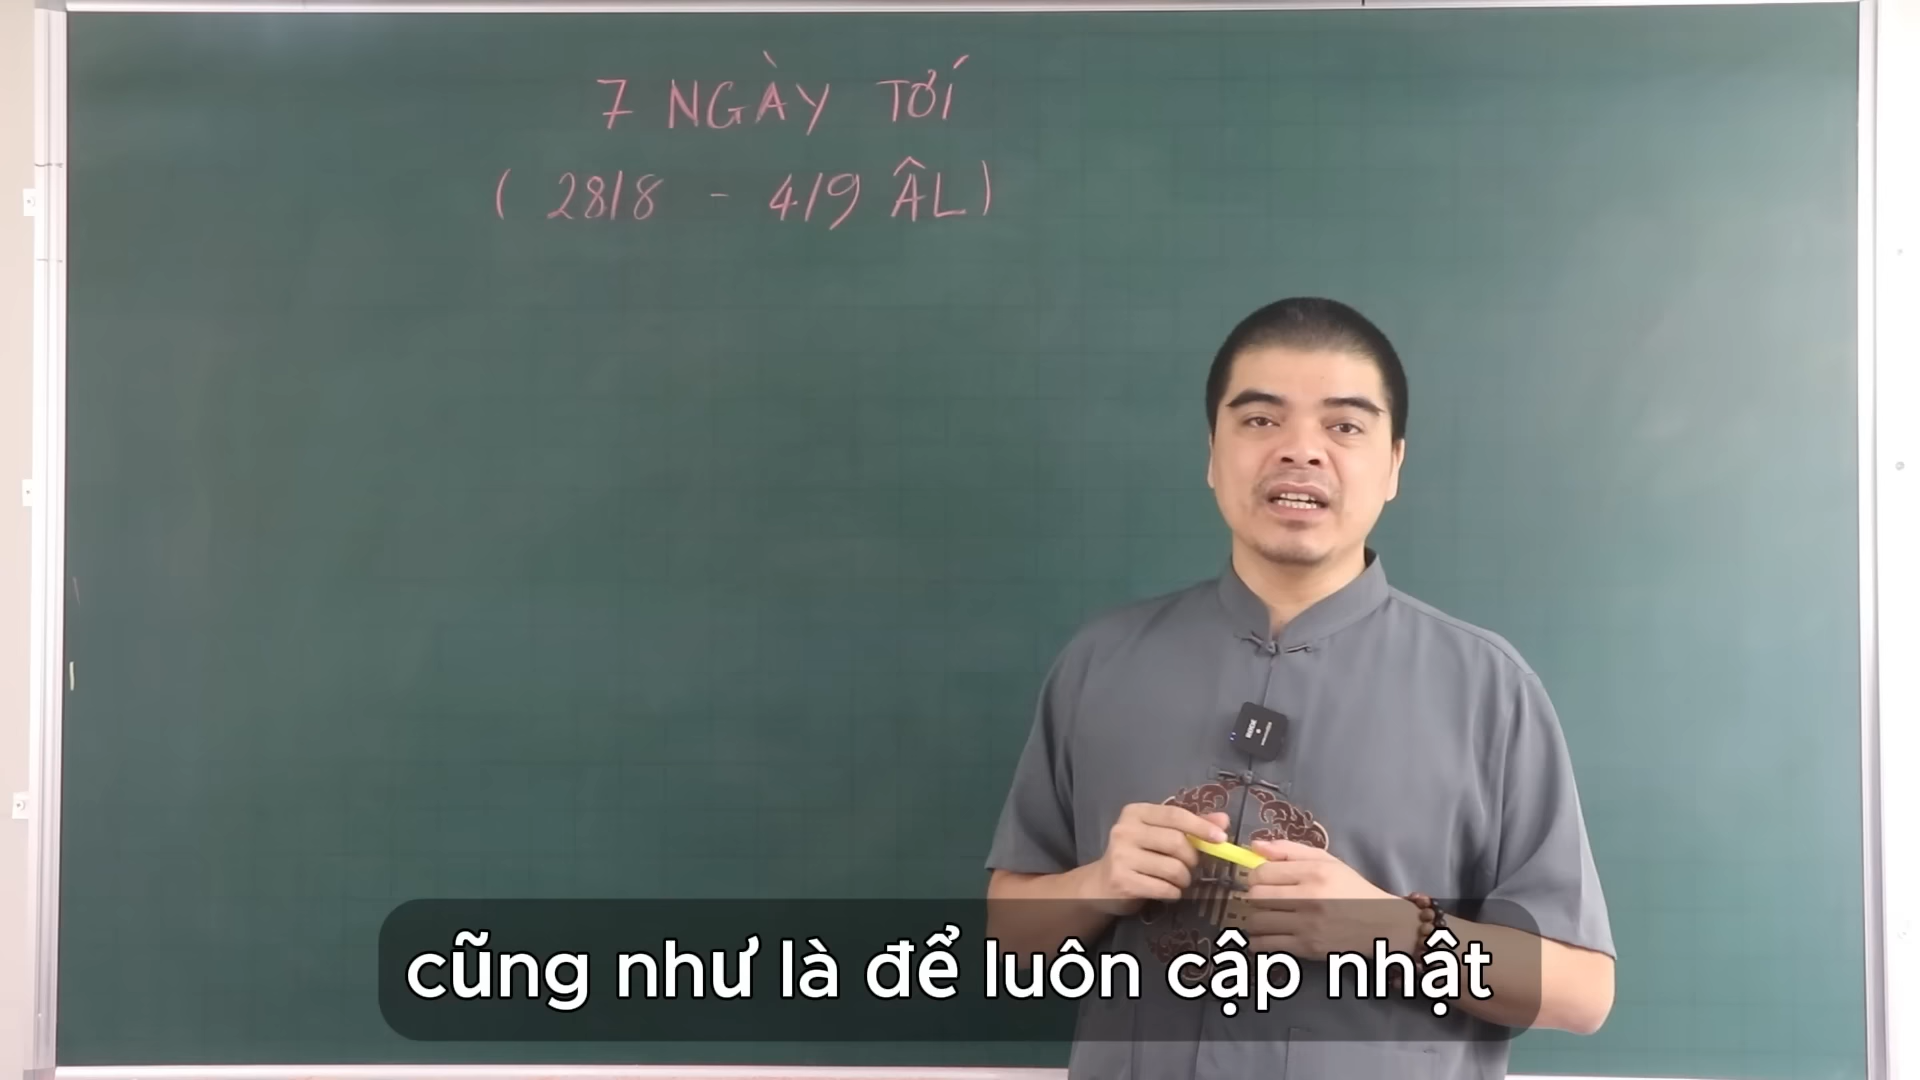 7 NGÀY TỚI
( 28/8 - 4/9 ÂL )
cũng như là để luôn cập nhật